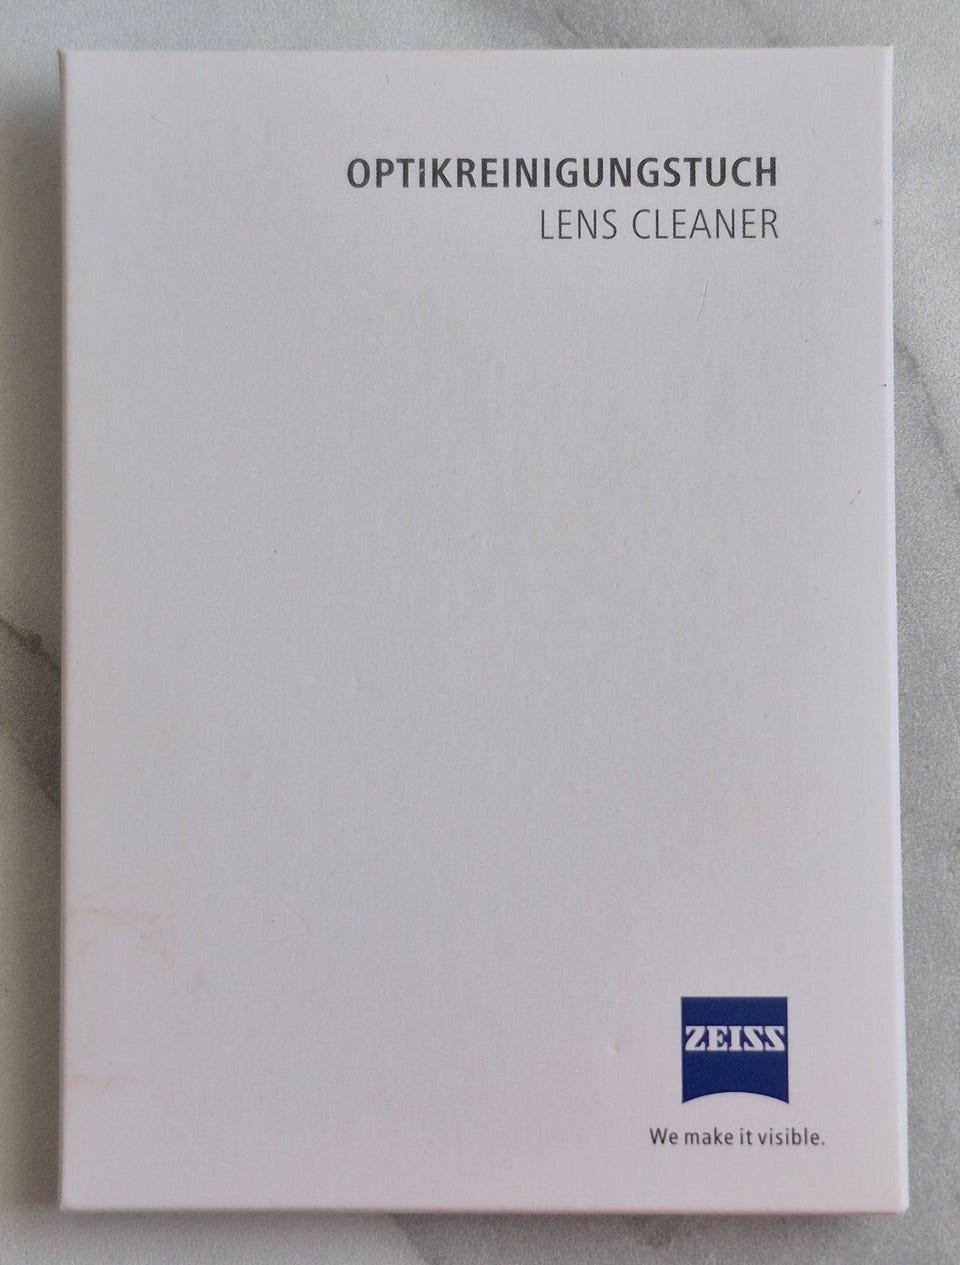 OPTIKREINIGUNGSTUCH
LENS CLEANER
ZEISS
We make it visible.